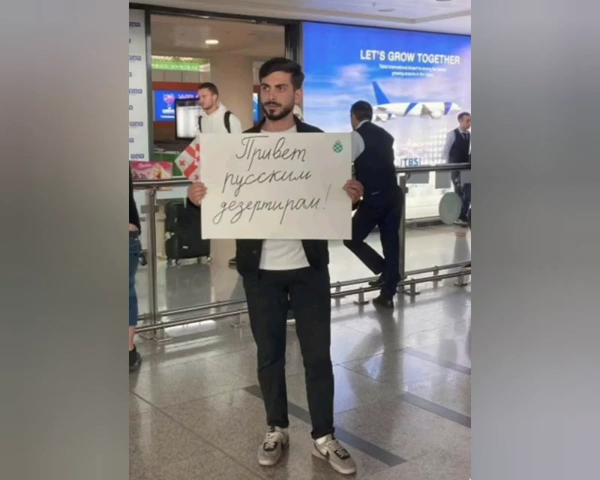 LET'S GROW TOGETHER
Привет
русским
дезертирам!
TBS